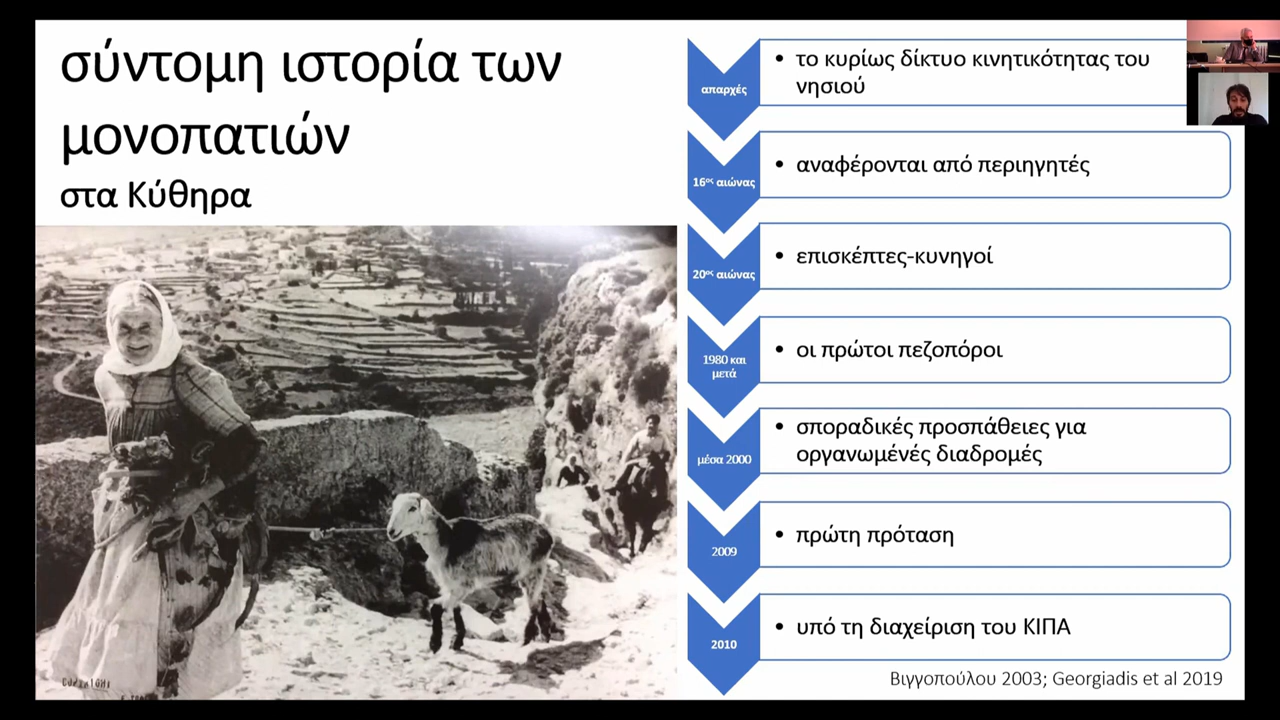 σύντομη ιστορία των
μονοπατιών
στα Κύθηρα
απαρχές
• το κυρίως δίκτυο κινητικότητας του
νησιού
16ος αιώνας
• αναφέρονται από περιηγητές
20ος αιώνας
• επισκέπτες-κυνηγοί
1980 και
μετά
• οι πρώτοι πεζοπόροι
μέσα 2000
• σποραδικές προσπάθειες για
οργανωμένές διαδρομές
2009
• πρώτη πρόταση
2010
• υπό τη διαχείριση του ΚΙΠΑ
Βιγγοπούλου 2003; Georgiadis et al 2019